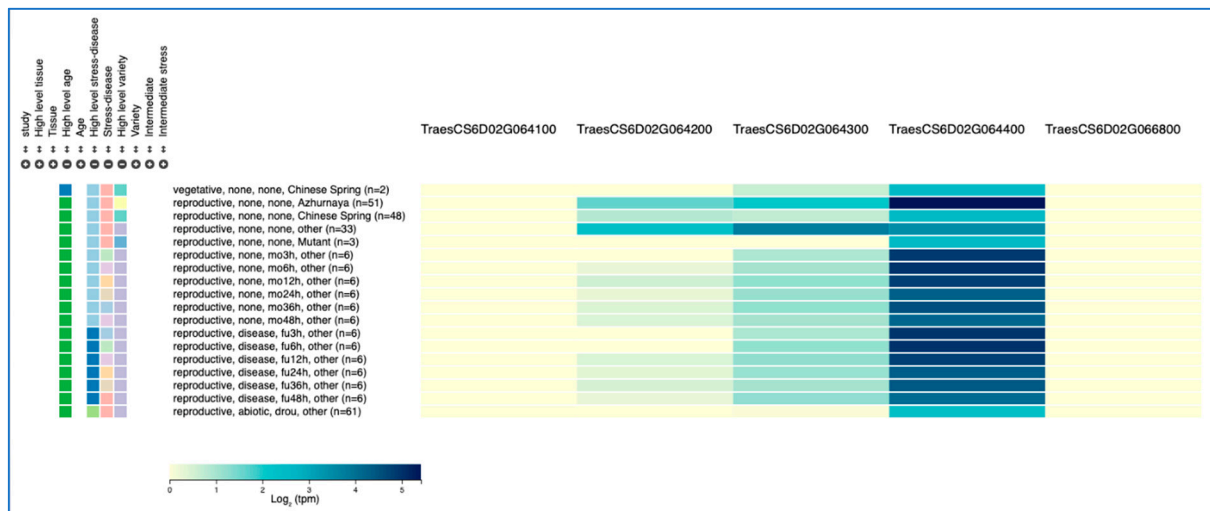 study
High level tissue
Tissue
High level age
Age
High level stress-disease
Stress-disease
High level variety
Variety
Intermediate
Intermediate stress
TraesCS6D02G064100 TraesCS6D02G064200 TraesCS6D02G064300 TraesCS6D02G064400 TraesCS6D02G066800
vegetative, none, none, Chinese Spring (n=2)
reproductive, none, none, Azhurnaya (n=51)
reproductive, none, none, Chinese Spring (n=48)
reproductive, none, none, other (n=33)
reproductive, none, none, Mutant (n=3)
reproductive, none, mo3h, other (n=6)
reproductive, none, mo6h, other (n=6)
reproductive, none, mo12h, other (n=6)
reproductive, none, mo24h, other (n=6)
reproductive, none, mo36h, other (n=6)
reproductive, none, mo48h, other (n=6)
reproductive, disease, fu3h, other (n=6)
reproductive, disease, fu6h, other (n=6)
reproductive, disease, fu12h, other (n=6)
reproductive, disease, fu24h, other (n=6)
reproductive, disease, fu36h, other (n=6)
reproductive, disease, fu48h, other (n=6)
reproductive, abiotic, drou, other (n=61)
0 1 2 3 4 5
Log₂ (tpm)